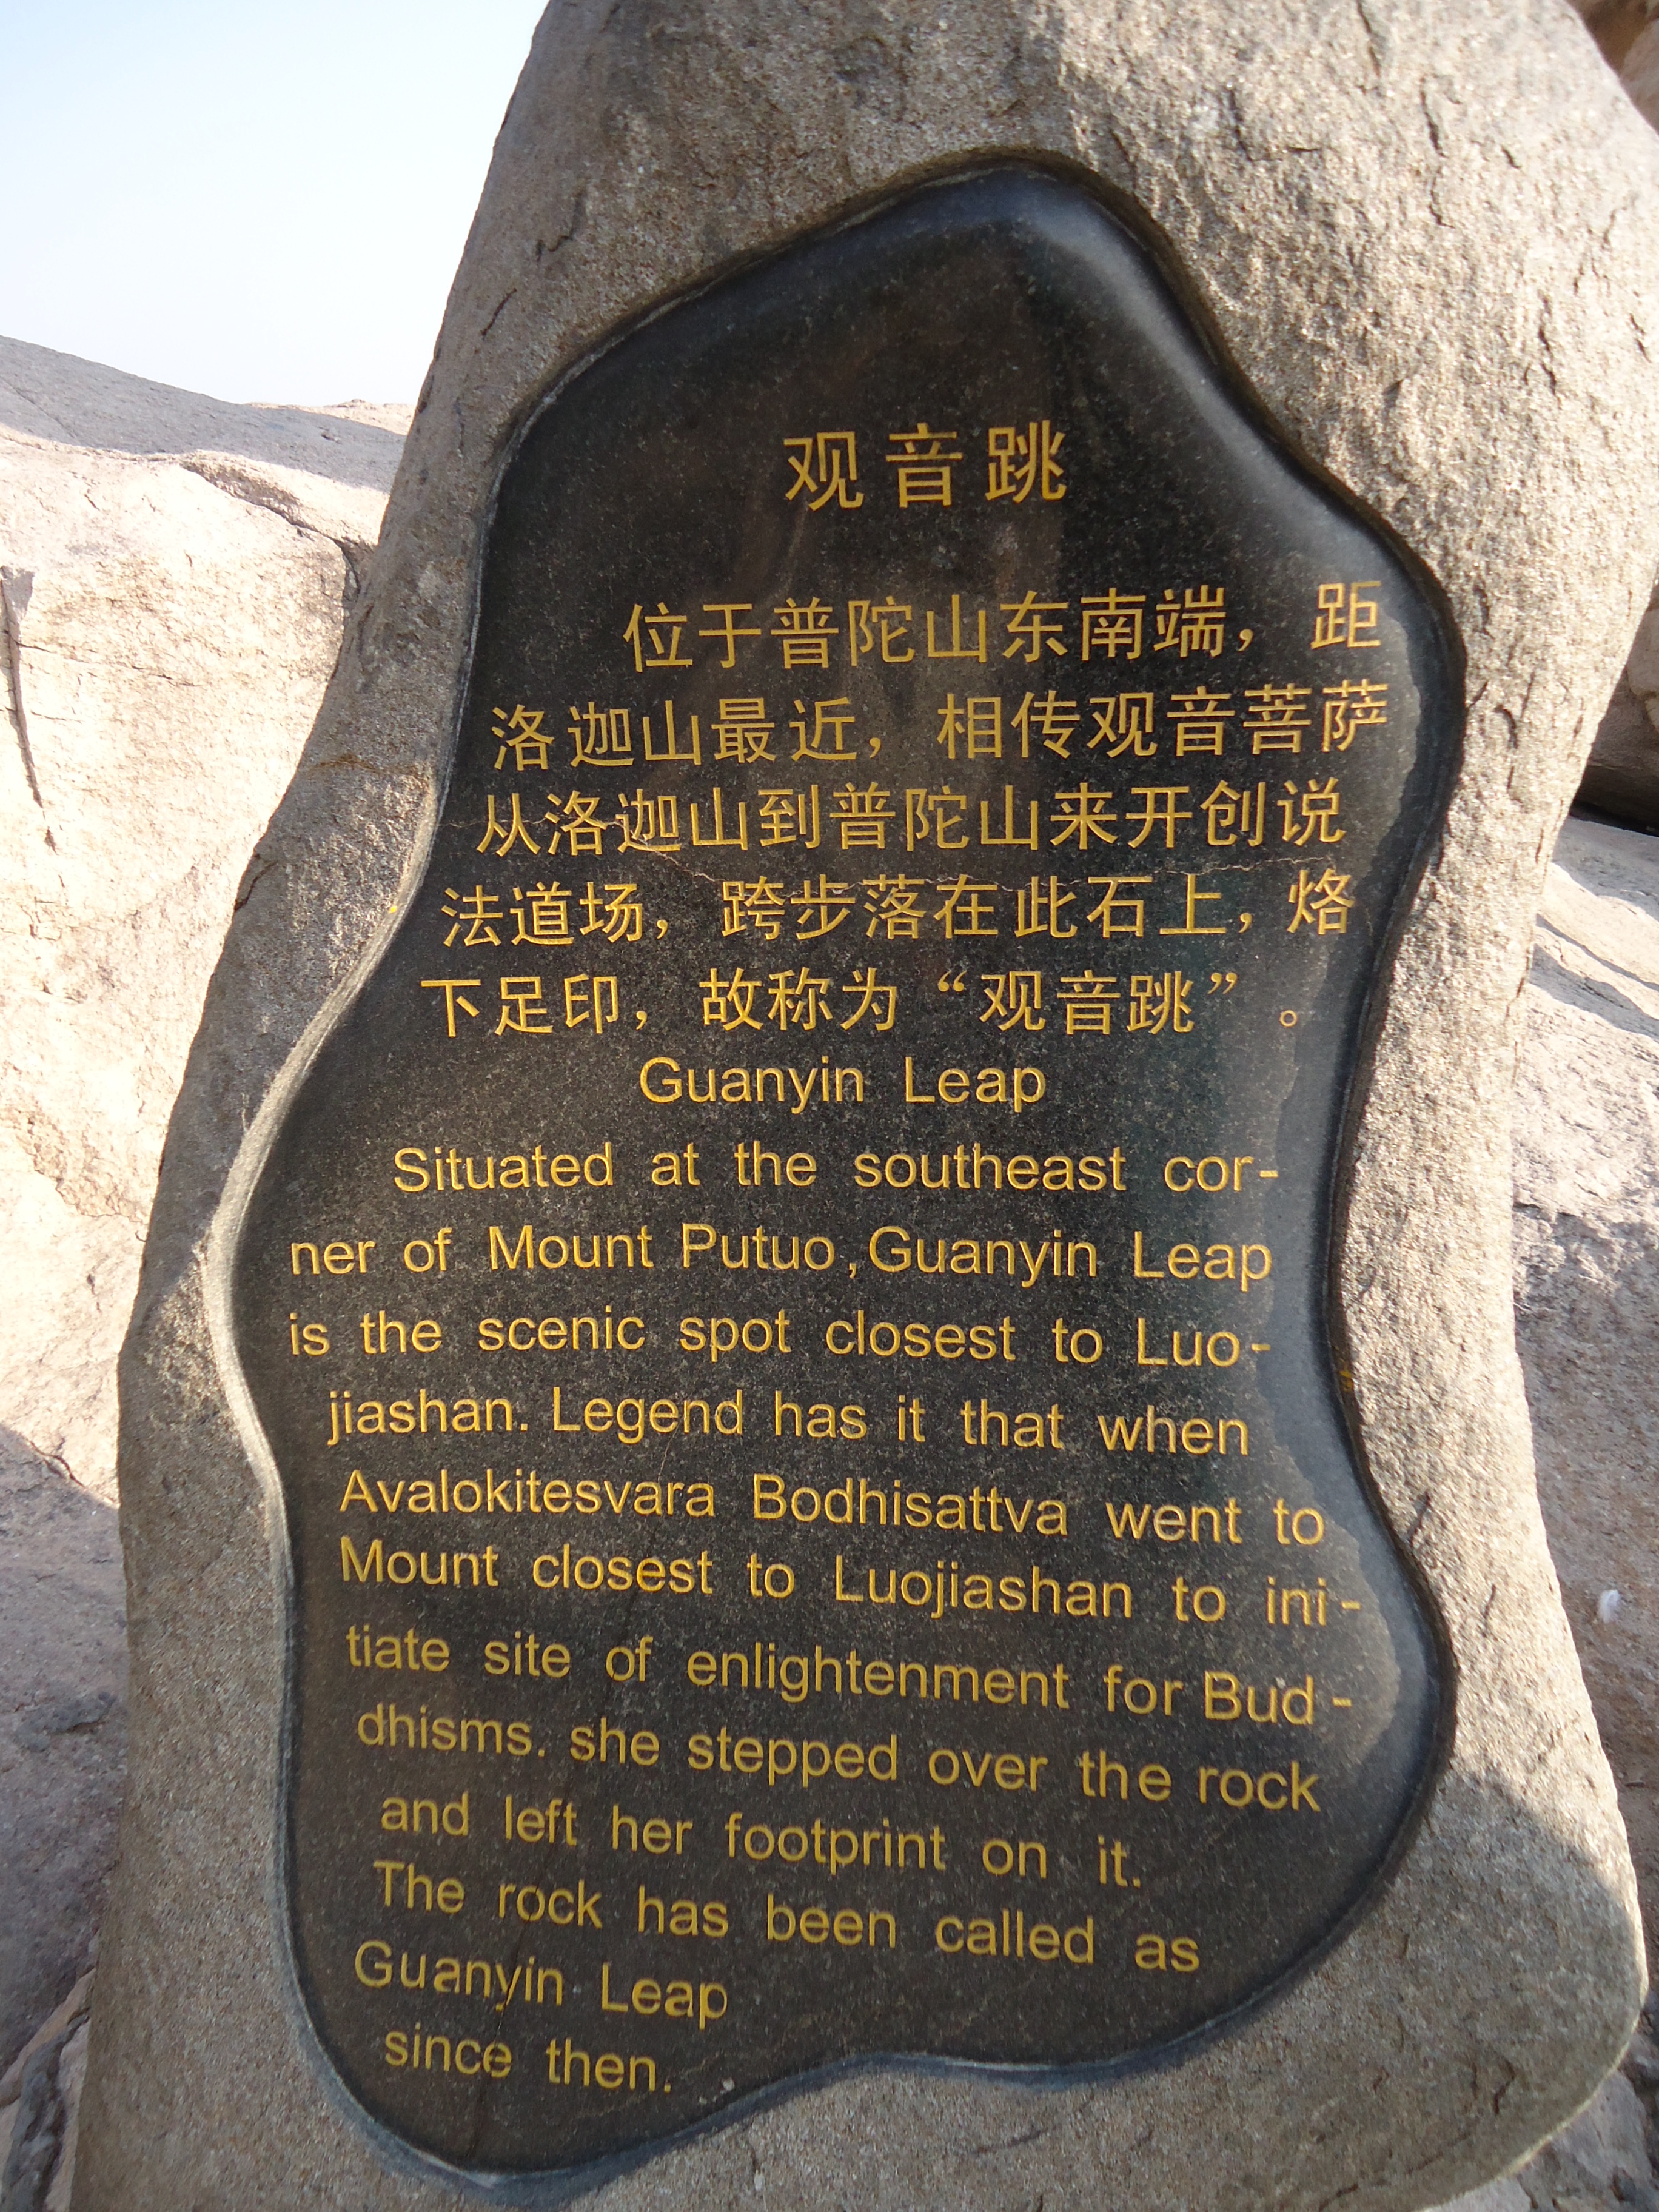 观音跳
位于普陀山东南端，距
洛迦山最近，相传观音菩萨
从洛迦山到普陀山来开创说
法道场，跨步落在此石上，烙
下足印，故称为“观音跳”。
Guanyin Leap
Situated at the southeast cor-
ner of Mount Putuo,Guanyin Leap
is the scenic spot closest to Luo-
jiashan. Legend has it that when
Avalokitesvara Bodhisattva went to
Mount closest to Luojiashan to ini-
tiate site of enlightenment for Bud-
dhisms. she stepped over the rock
and left her footprint on it.
The rock has been called as
Guanyin Leap
since then.